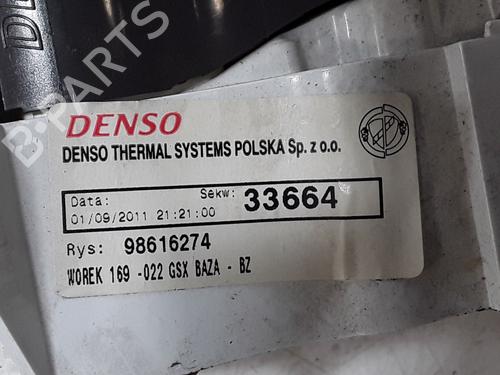 B-PARTS
DENSO
DENSO THERMAL SYSTEMS POLSKA Sp. z o.o.
Data:
Sekw:
33664
01/09/2011 21:21:00
Rys: 98616274
WOREK 169 -022 GSX BAZA - BZ